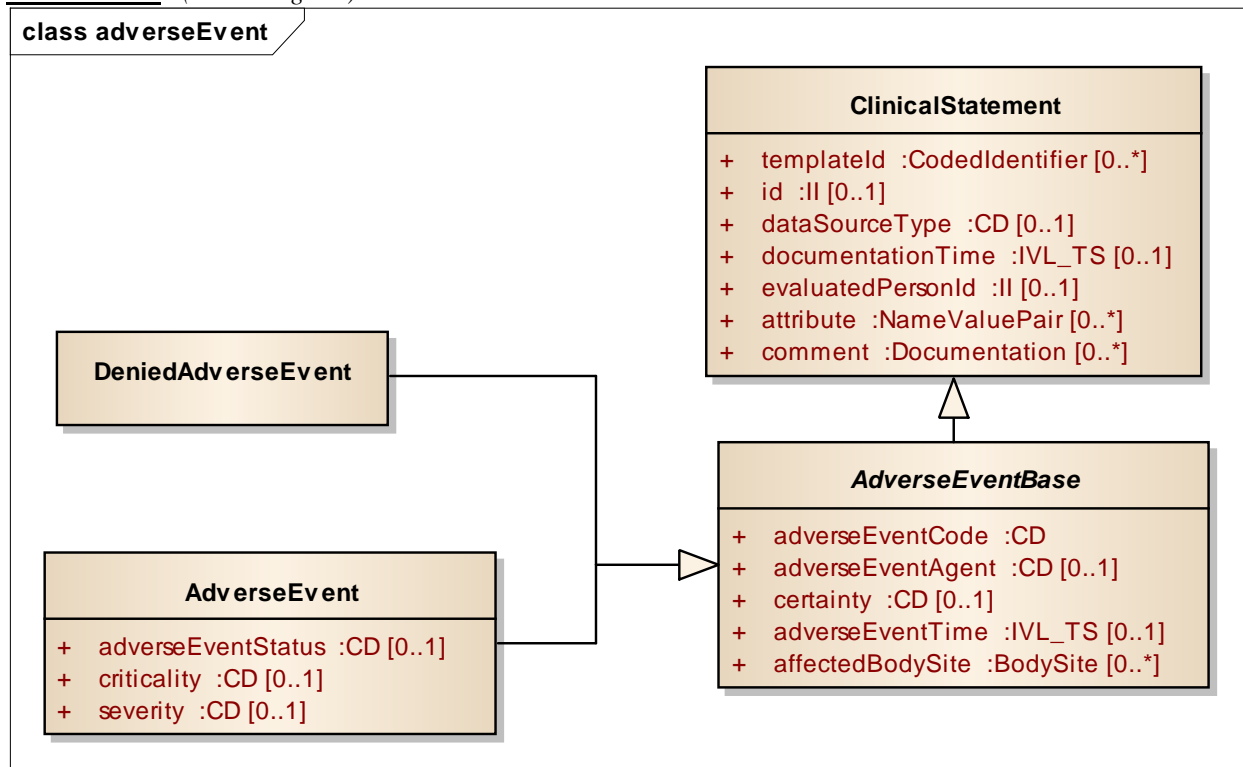 class adverseEvent
ClinicalStatement
+ templateId :CodedIdentifier [0..*]
+ id :II [0..1]
+ dataSourceType :CD [0..1]
+ documentationTime :IVL_TS [0..1]
+ evaluatedPersonId :II [0..1]
+ attribute :NameValuePair [0..*]
+ comment :Documentation [0..*]
DeniedAdverseEvent
AdverseEventBase
+ adverseEventCode :CD
+ adverseEventAgent :CD [0..1]
+ certainty :CD [0..1]
+ adverseEventTime :IVL_TS [0..1]
+ affectedBodySite :BodySite [0..*]
AdverseEvent
+ adverseEventStatus :CD [0..1]
+ criticality :CD [0..1]
+ severity :CD [0..1]